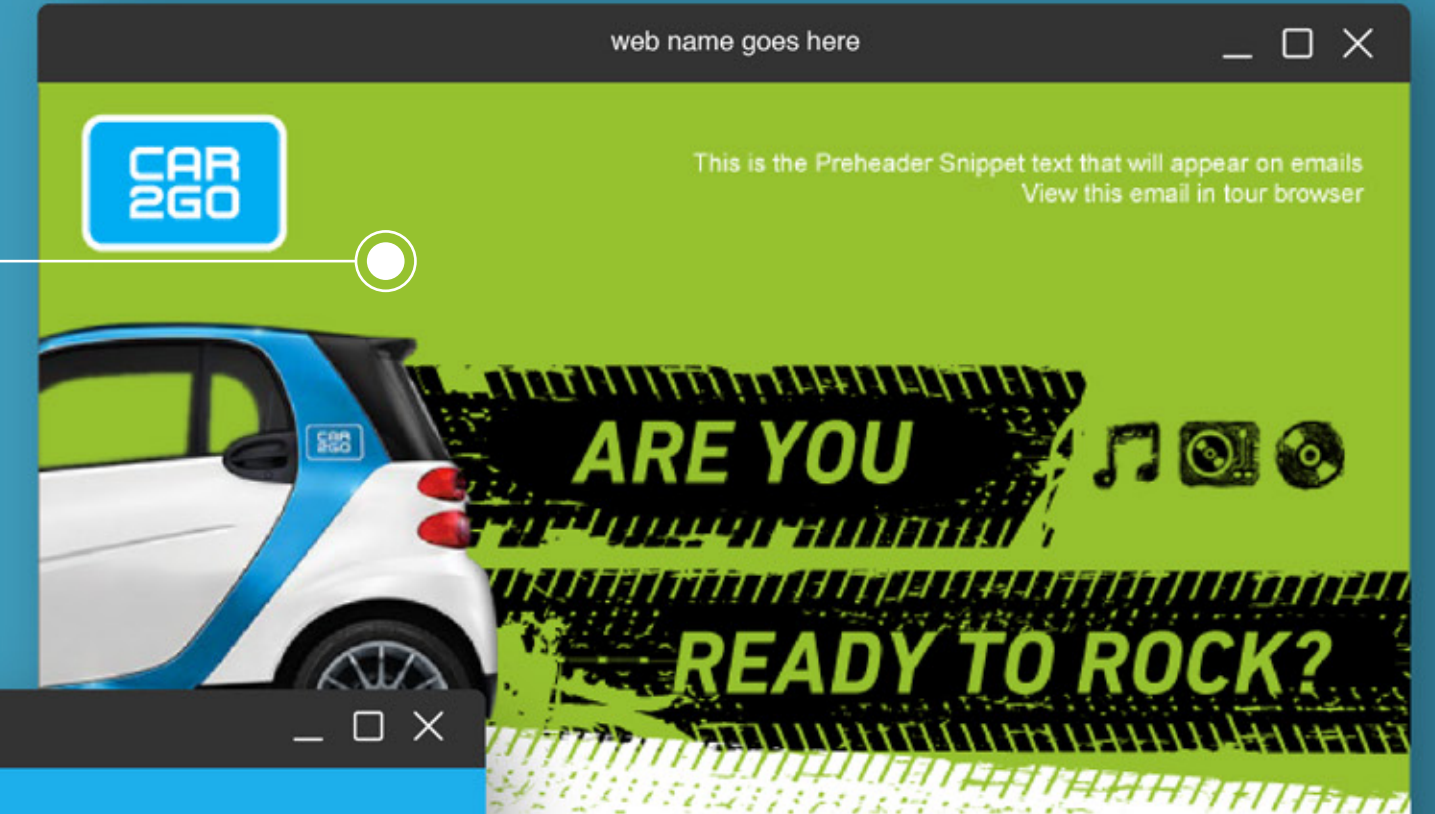 web name goes here
CAR
2GO
This is the Preheader Snippet text that will appear on emails
View this email in tour browser
CAR
2GO
ARE YOU
READY TO ROCK?